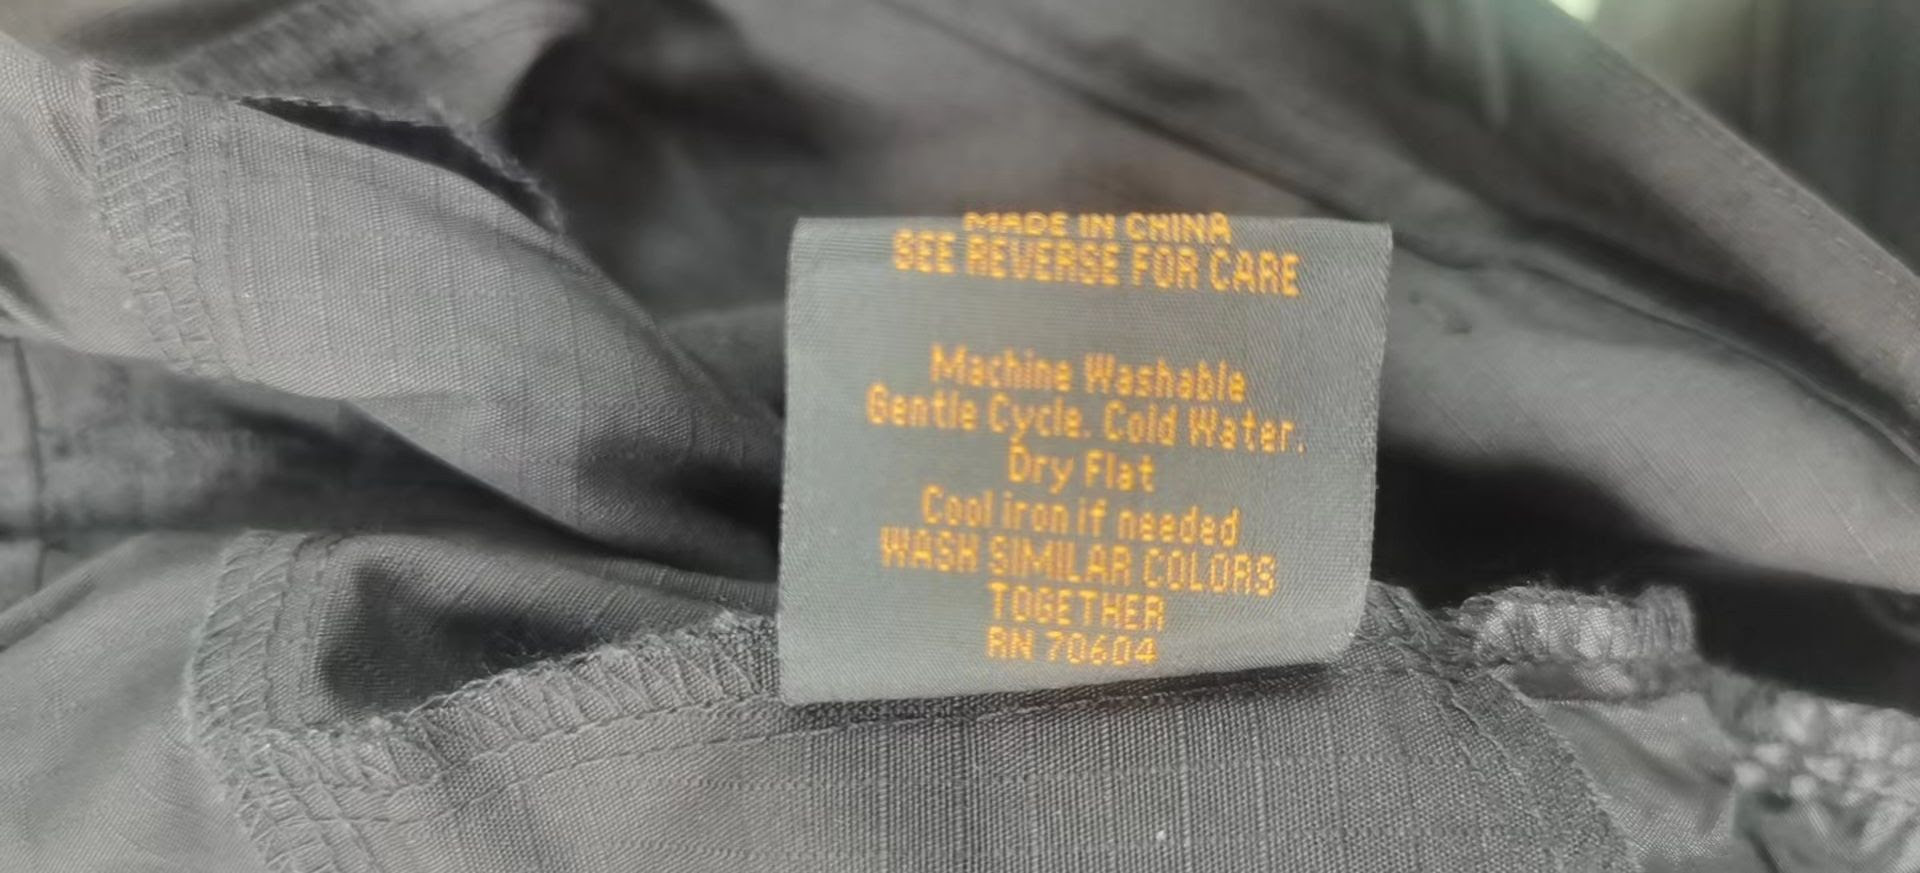 MADE IN CHINA
SEE REVERSE FOR CARE
Machine Washable
Gentle Cycle. Cold Water.
Dry Flat
Cool iron if needed
WASH SIMILAR COLORS
TOGETHER
RN 70604